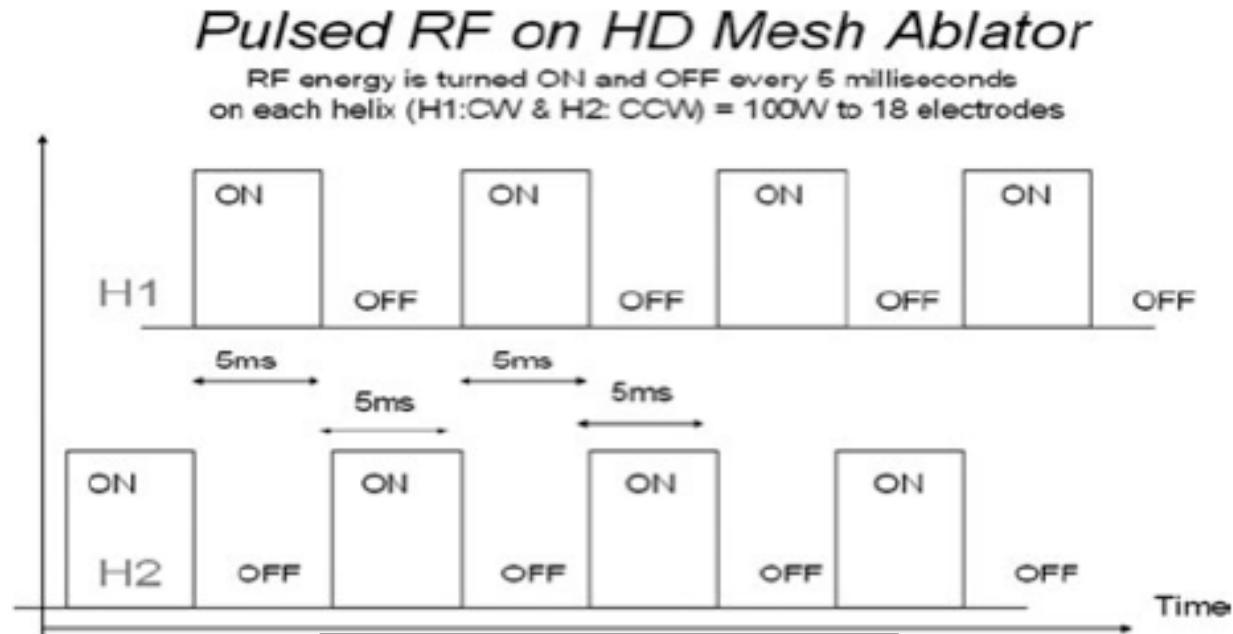 Pulsed RF on HD Mesh Ablator
RF energy is turned ON and OFF every 5 milliseconds
on each helix (H1:CW & H2: CCW) = 100W to 18 electrodes
ON ON ON ON
H1 OFF OFF OFF OFF
5ms 5ms
5ms 5ms
ON ON ON ON
H2 OFF OFF OFF OFF
Time